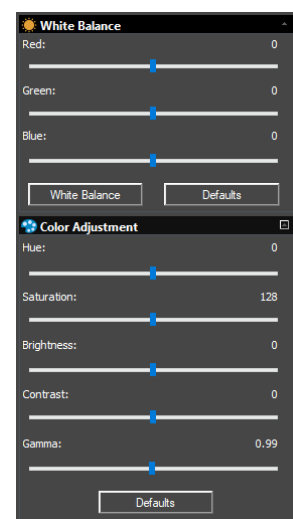 White Balance
Red: 0
Green: 0
Blue: 0
White Balance Defaults
Color Adjustment
Hue: 0
Saturation: 128
Brightness: 0
Contrast: 0
Gamma: 0.99
Defaults